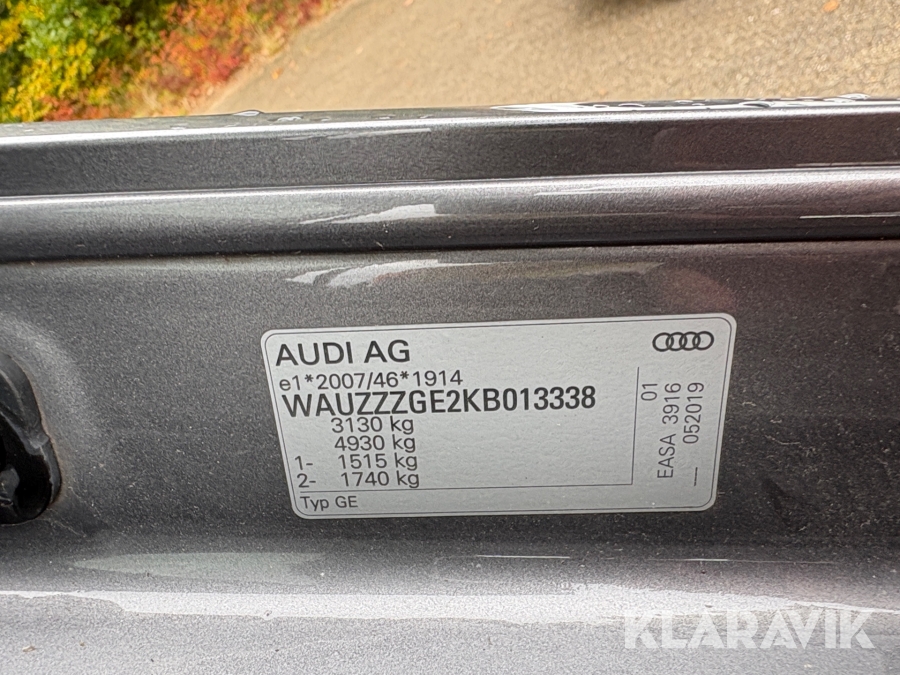 AUDI AG
e1*2007/46*1914
WAUZZZGE2KB013338
3130 kg
4930 kg
1- 1515 kg
2- 1740 kg
Typ GE
01
EASA 3916
— 052019
KLARAVIK